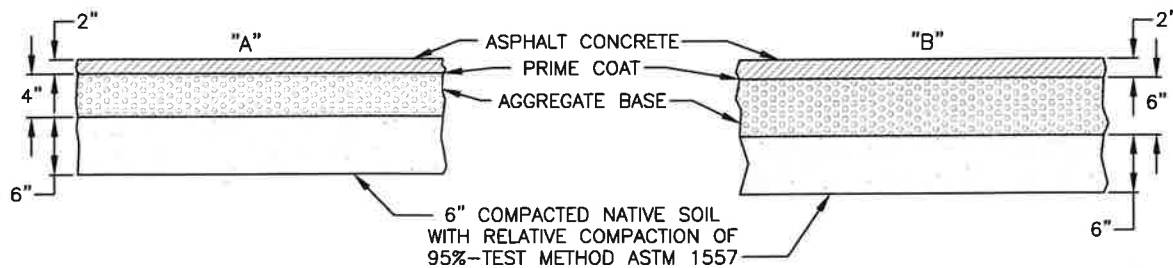 2"
"A"
ASPHALT CONCRETE
"B"
2'
PRIME COAT
4"
AGGREGATE BASE
6"
6"
6" COMPACTED NATIVE SOIL
WITH RELATIVE COMPACTION OF
95%-TEST METHOD ASTM 1557
6"